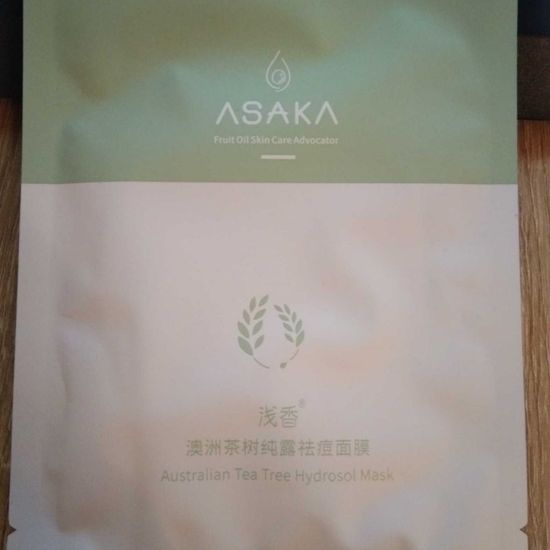 ASAKA
Fruit Oil Skin Care Advocator
浅香®
澳洲茶树纯露祛痘面膜
Australian Tea Tree Hydrosol Mask